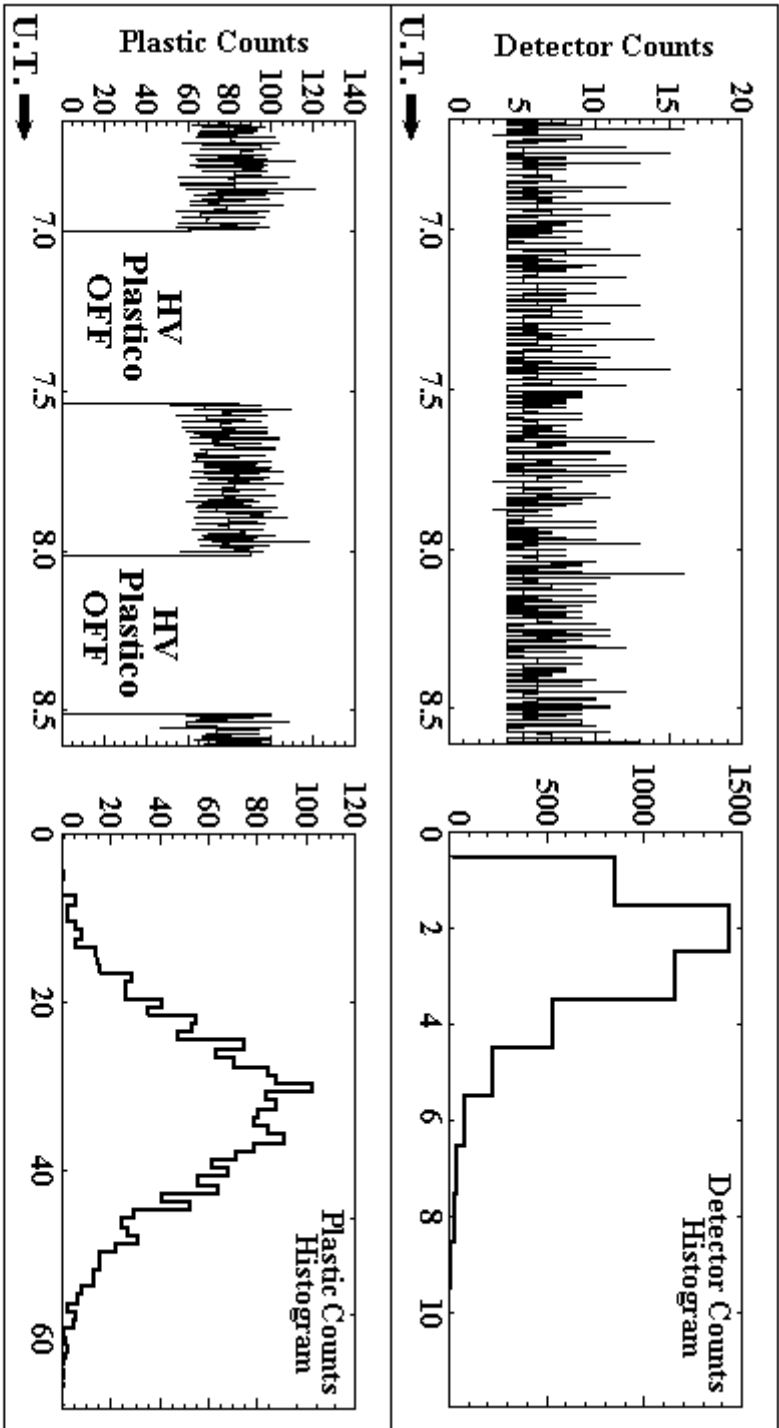 Detector Counts
0 5 10 15 20
7.0 7.5 8.0 8.5
U.T.
Detector Counts
Histogram
0 500 1000 1500
0 2 4 6 8 10
Plastic Counts
0 20 40 60 80 100 120 140
HV
Plastico
OFF
HV
Plastico
OFF
7.0 7.5 8.0 8.5
U.T.
Plastic Counts
Histogram
0 20 40 60 80 100 120
0 20 40 60